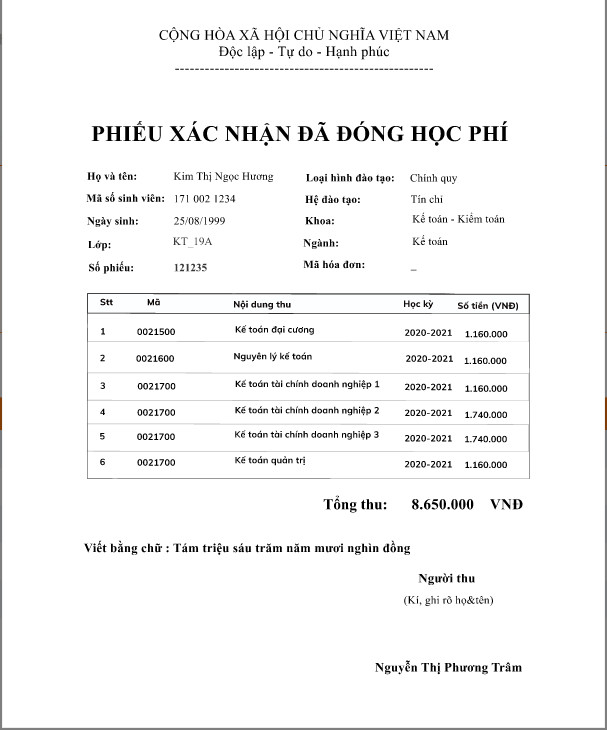 CỘNG HÒA XÃ HỘI CHỦ NGHĨA VIỆT NAM
Độc lập - Tự do - Hạnh phúc
-----------------------------------------------------
PHIẾU XÁC NHẬN ĐÃ ĐÓNG HỌC PHÍ
Họ và tên: Kim Thị Ngọc Hương Loại hình đào tạo: Chính quy
Mã số sinh viên: 171 002 1234 Hệ đào tạo: Tín chỉ
Ngày sinh: 25/08/1999 Khoa: Kế toán - Kiểm toán
Lớp: KT_19A Ngành: Kế toán
Số phiếu: 121235 Mã hóa đơn: _
Stt Mã Nội dung thu Học kỳ Số tiền (VNĐ)
1 0021500 Kế toán đại cương 2020-2021 1.160.000
2 0021600 Nguyên lý kế toán 2020-2021 1.160.000
3 0021700 Kế toán tài chính doanh nghiệp 1 2020-2021 1.160.000
4 0021700 Kế toán tài chính doanh nghiệp 2 2020-2021 1.740.000
5 0021700 Kế toán tài chính doanh nghiệp 3 2020-2021 1.740.000
6 0021700 Kế toán quản trị 2020-2021 1.160.000
Tổng thu: 8.650.000 VNĐ
Viết bằng chữ : Tám triệu sáu trăm năm mươi nghìn đồng
Người thu
(Kí, ghi rõ họ&tên)
Nguyễn Thị Phương Trâm